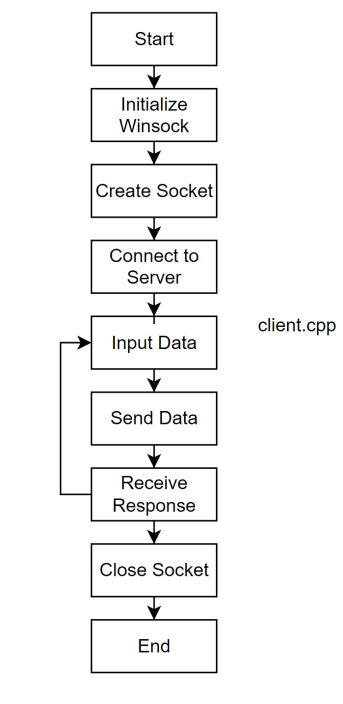 Start
Initialize
Winsock
Create Socket
Connect to
Server
client.cpp
Input Data
Send Data
Receive
Response
Close Socket
End